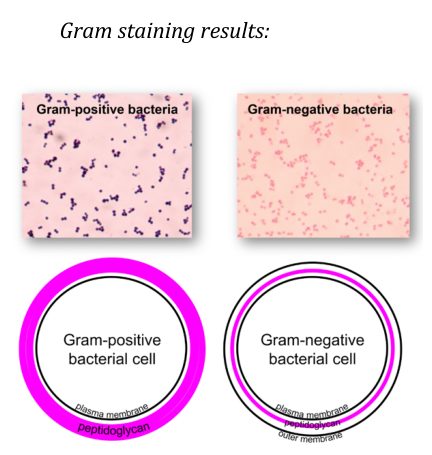 Gram staining results:
Gram-positive bacteria
Gram-negative bacteria
Gram-positive
bacterial cell
plasma membrane
peptidoglycan
Gram-negative
bacterial cell
plasma membrane
peptidoglycan
outer membrane